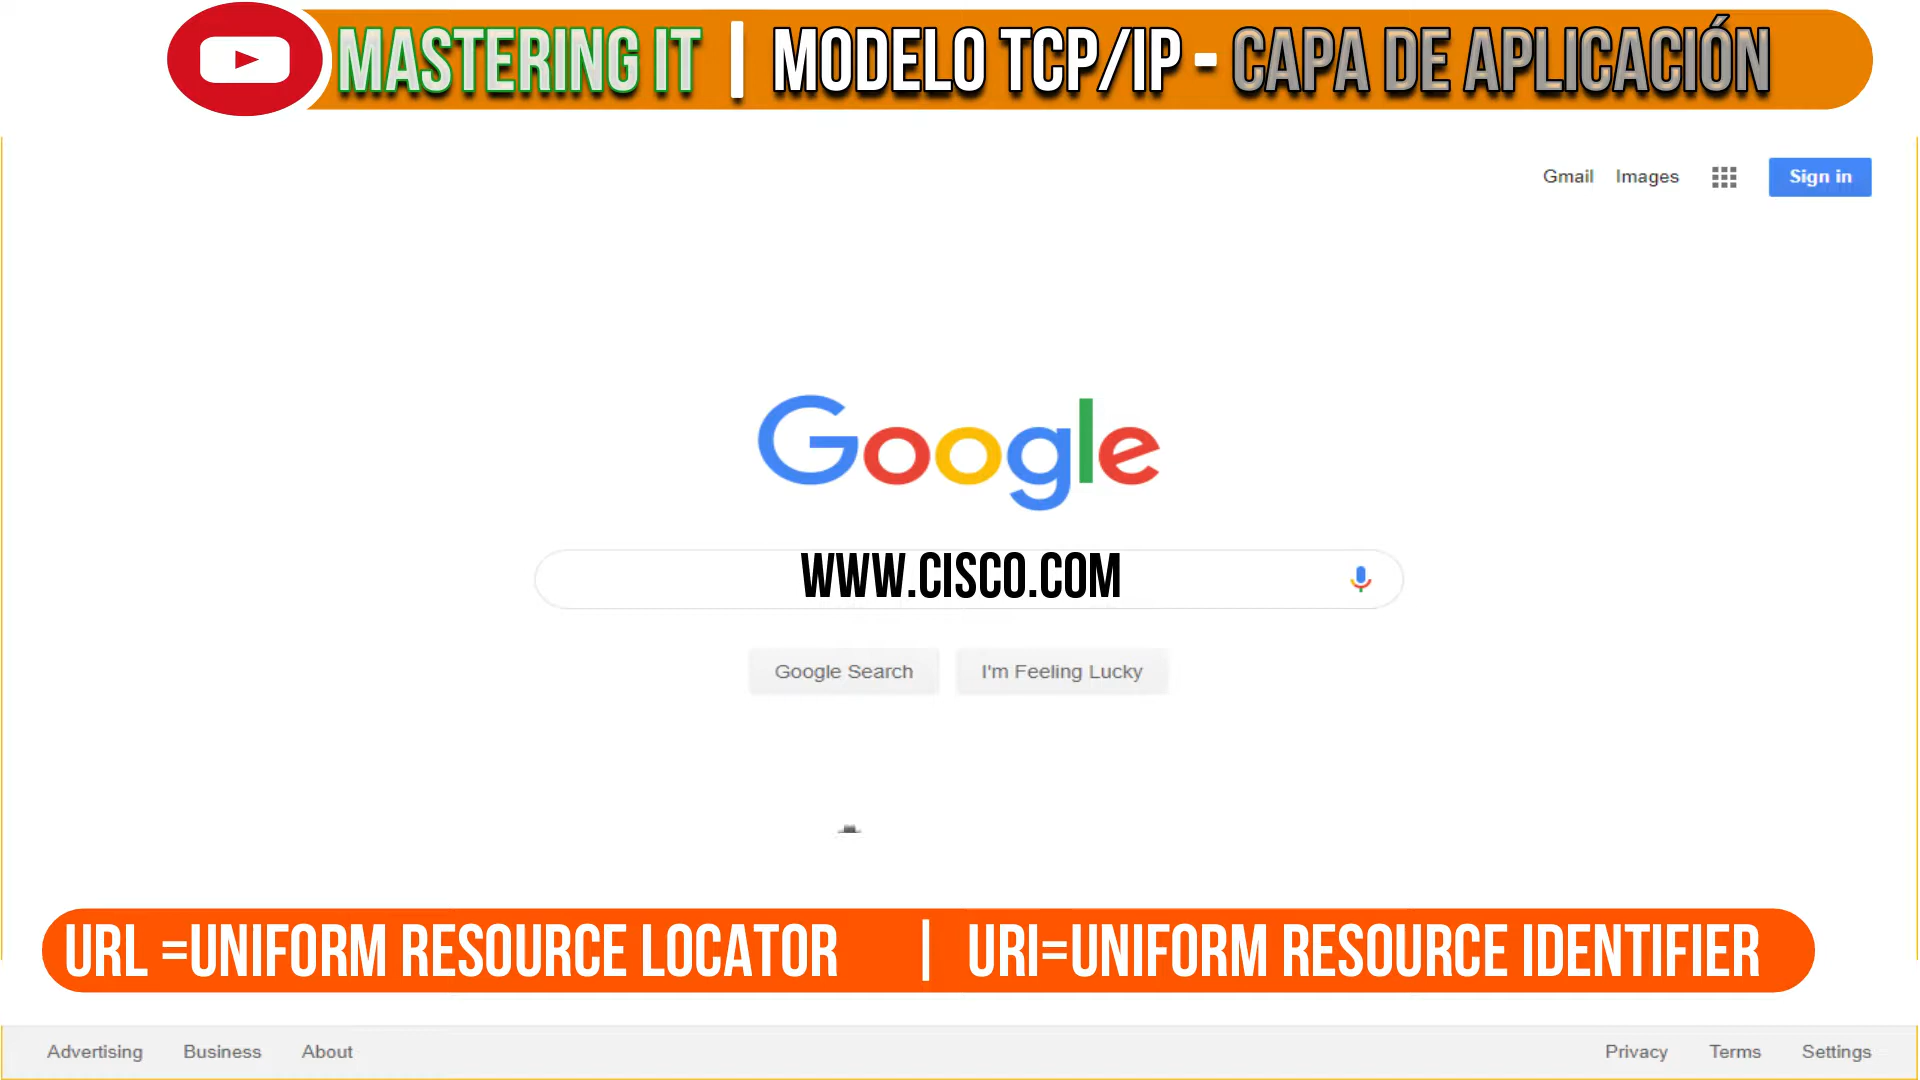 MASTERING IT | MODELO TCP/IP - CAPA DE APLICACIÓN
Gmail Images Sign in
Google
WWW.CISCO.COM
Google Search I'm Feeling Lucky
URL =UNIFORM RESOURCE LOCATOR | URI=UNIFORM RESOURCE IDENTIFIER
Advertising Business About Privacy Terms Settings